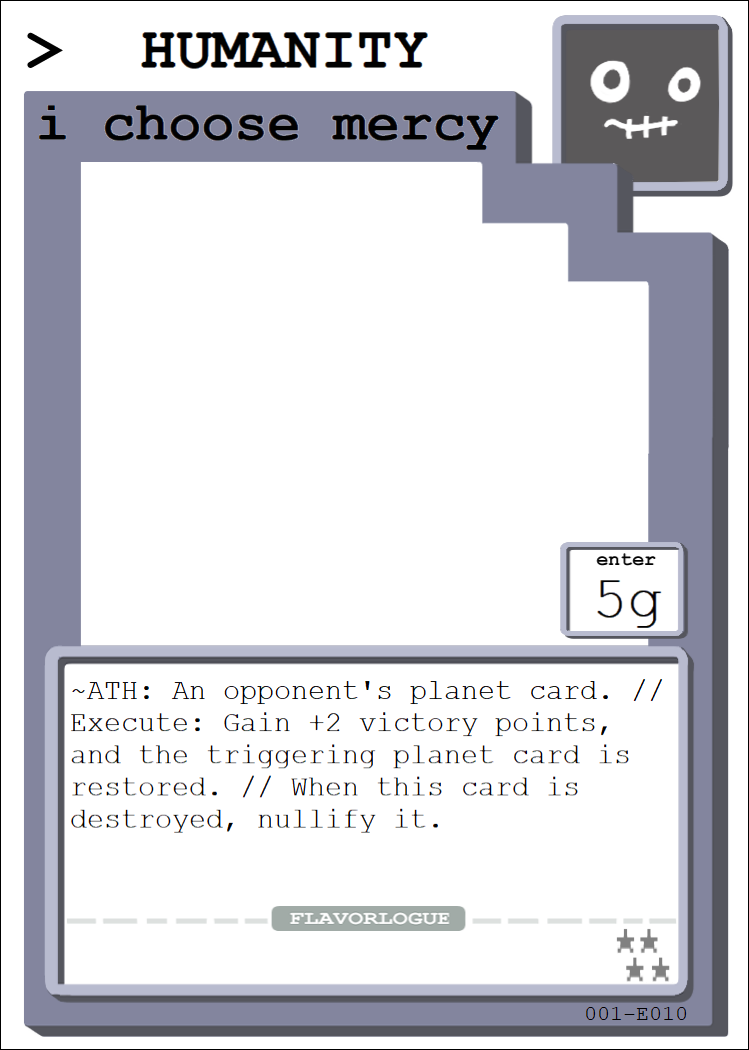 > HUMANITY
i choose mercy
enter
5g
~ATH: An opponent's planet card. //
Execute: Gain +2 victory points,
and the triggering planet card is
restored. // When this card is
destroyed, nullify it.
FLAVORLOGUE
001-E010